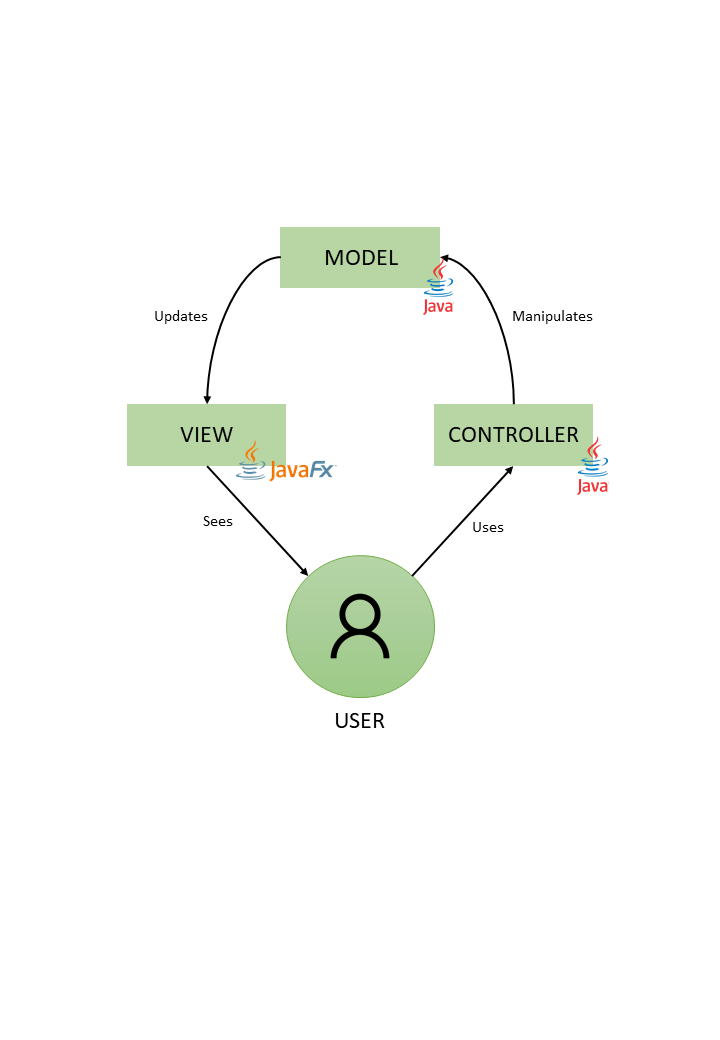 MODEL
Java
Updates
Manipulates
VIEW
JavaFx
CONTROLLER
Java
Sees
Uses
USER